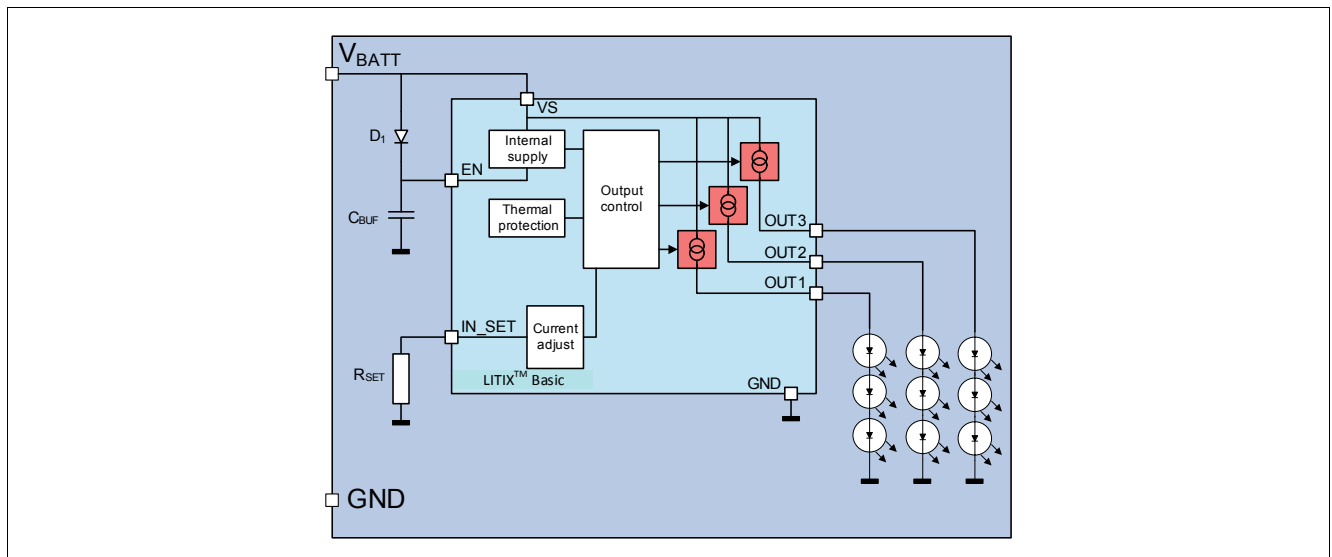 VBATT
VS
D1
Internal
supply
EN
Output
control
CBUF
Thermal
protection
OUT3
OUT2
OUT1
IN_SET
Current
adjust
RSET
LITIX™ Basic
GND
GND